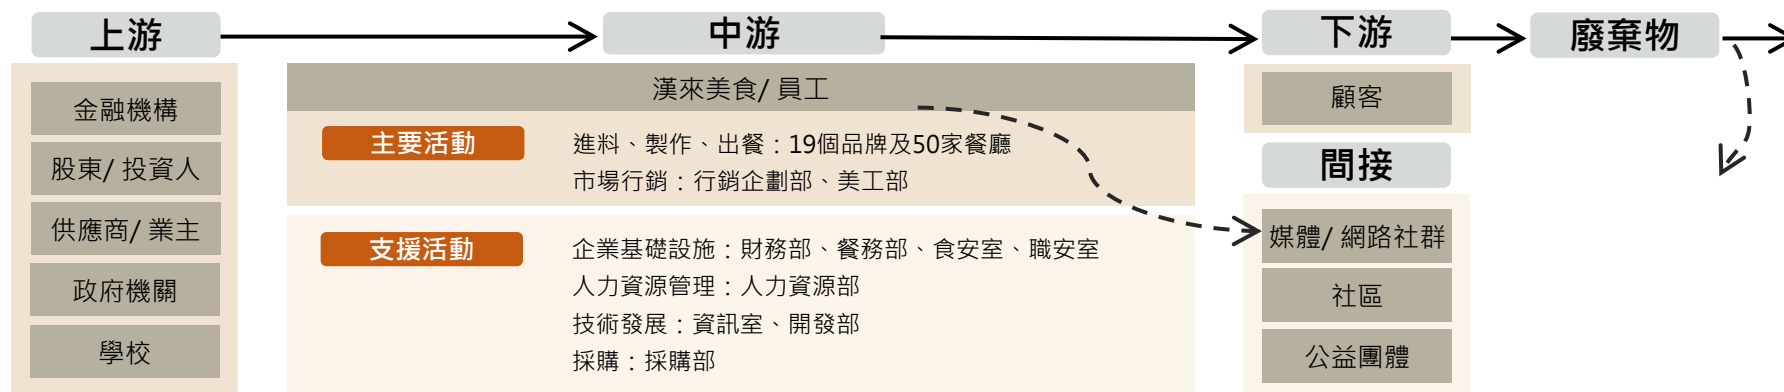 上游
中游
下游
廢棄物
金融機構
股東/ 投資人
供應商/ 業主
政府機關
學校
漢來美食/ 員工
主要活動
進料、製作、出餐：19個品牌及50家餐廳
市場行銷：行銷企劃部、美工部
支援活動
企業基礎設施：財務部、餐務部、食安室、職安室
人力資源管理：人力資源部
技術發展：資訊室、開發部
採購：採購部
顧客
間接
媒體/ 網路社群
社區
公益團體